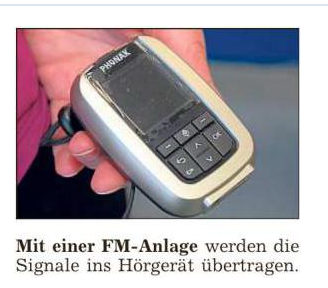 PHONAK
OK
Mit einer FM-Anlage werden die
Signale ins Hörgerät übertragen.